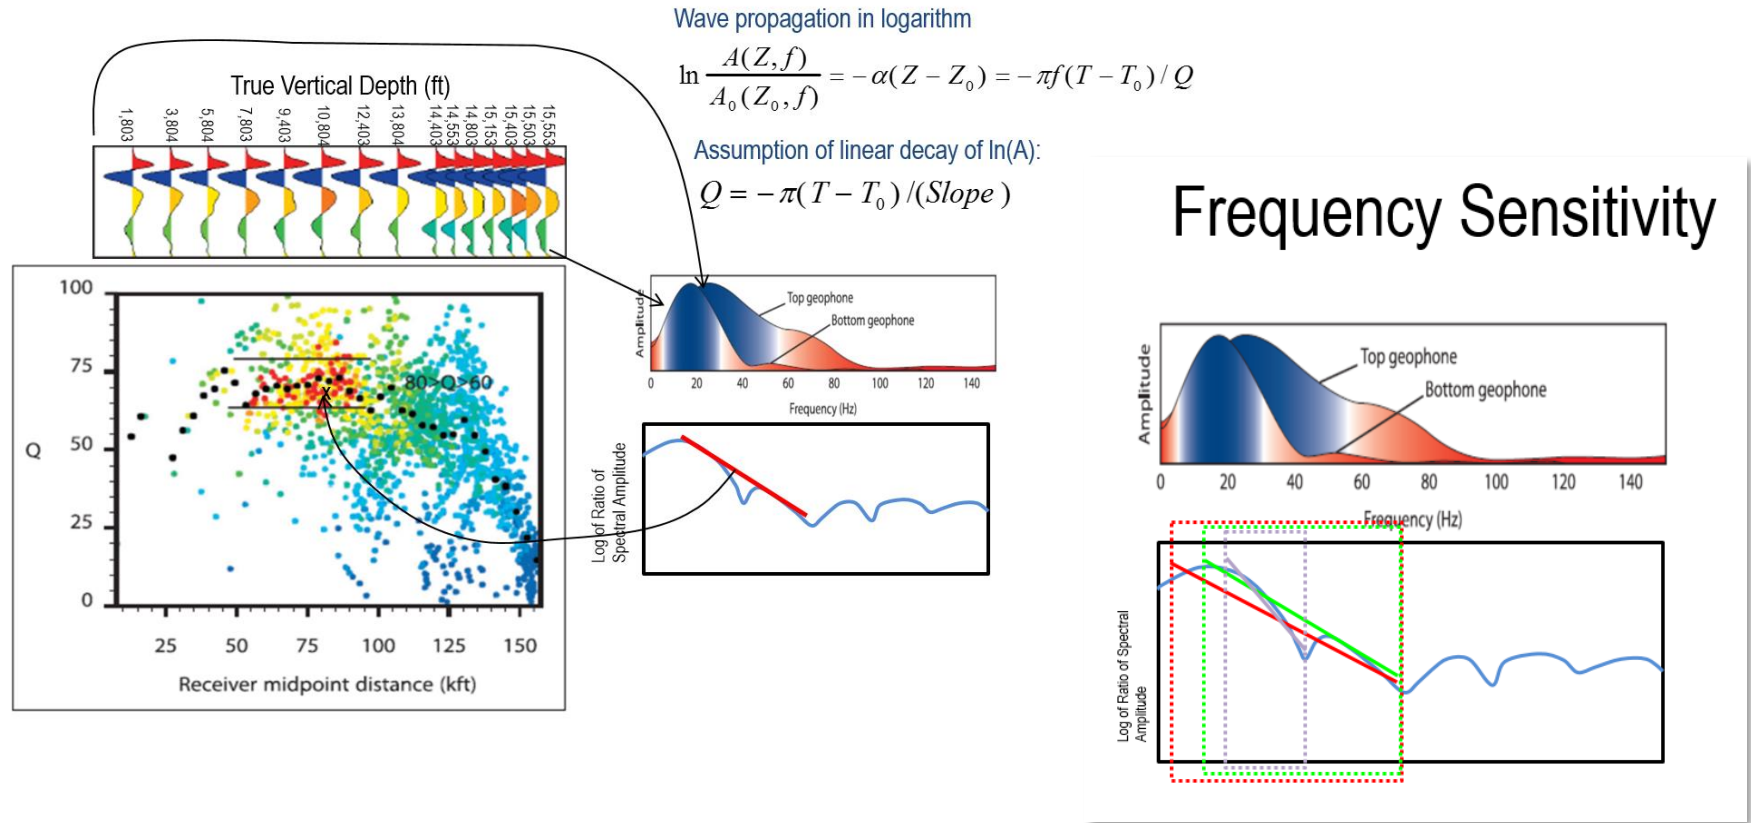 Wave propagation in logarithm
ln A(Z, f) / A₀(Z₀, f) = −α(Z − Z₀) = −πf(T − T₀) / Q
Assumption of linear decay of ln(A):
Q = −π(T − T₀) /(Slope )
True Vertical Depth (ft)
1,803 3,804 5,804 7,803 9,403 10,804 12,403 13,804 14,403 14,553 14,803 15,153 15,403 15,503 15,553
100
75
50
25
0
Q
80>Q>60
x
25 50 75 100 125 150
Receiver midpoint distance (kft)
Amplitude
Top geophone
Bottom geophone
0 20 40 60 80 100 120 140
Frequency (Hz)
Log of Ratio of
Spectral Amplitude
Frequency Sensitivity
Amplitude
Top geophone
Bottom geophone
0 20 40 60 80 100 120 140
Frequency (Hz)
Log of Ratio of Spectral
Amplitude